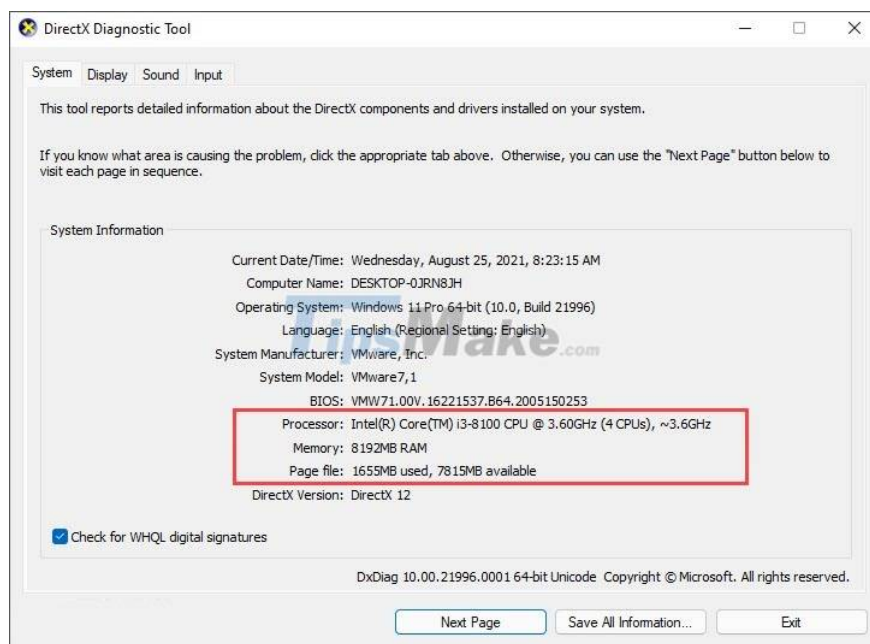 DirectX Diagnostic Tool
System Display Sound Input
This tool reports detailed information about the DirectX components and drivers installed on your system.
If you know what area is causing the problem, click the appropriate tab above. Otherwise, you can use the "Next Page" button below to
visit each page in sequence.
System Information
Current Date/Time: Wednesday, August 25, 2021, 8:23:15 AM
Computer Name: DESKTOP-0JRN8JH
Operating System: Windows 11 Pro 64-bit (10.0, Build 21996)
Language: English (Regional Setting: English)
TipsMake.com
System Manufacturer: VMware, Inc.
System Model: VMware7,1
BIOS: VMW71.00V.16221537.B64.2005150253
Processor: Intel(R) Core(TM) i3-8100 CPU @ 3.60GHz (4 CPUs), ~3.6GHz
Memory: 8192MB RAM
Page file: 1655MB used, 7815MB available
DirectX Version: DirectX 12
Check for WHQL digital signatures
DxDiag 10.00.21996.0001 64-bit Unicode Copyright © Microsoft. All rights reserved.
Next Page Save All Information... Exit